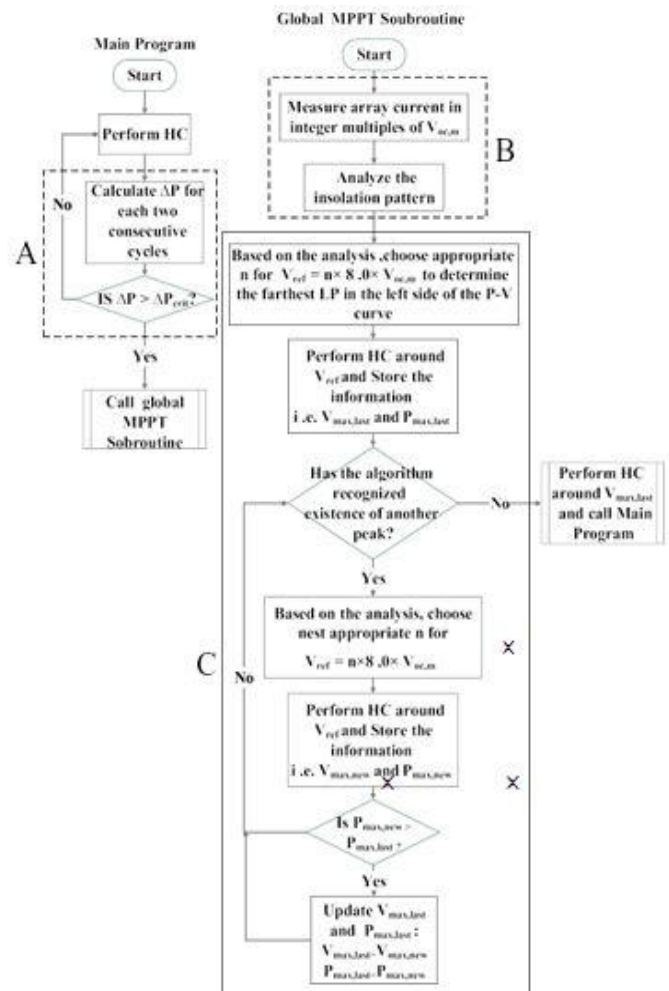 Main Program
Start
Perform HC
Calculate ΔP for
each two
consecutive
cycles
IS ΔP > ΔPcrit?
No
A
Yes
Call global
MPPT
Sobroutine
Global MPPT Soubroutine
Start
Measure array current in
integer multiples of Voc,m
Analyze the
insolation pattern
B
Based on the analysis ,choose appropriate
n for Vref = n× 8 .0× Voc,m to determine
the farthest LP in the left side of the P-V
curve
Perform HC around
Vref and Store the
information
i .e. Vmax,last and Pmax,last
Has the algorithm
recognized
existence of another
peak?
No
Perform HC
around Vmax,last
and call Main
Program
Yes
Based on the analysis, choose
nest appropriate n for
Vref = n×8 .0× Voc,m
C
No
Perform HC around
Vref and Store the
information
i .e. Vmax,new and Pmax,new
Is Pmax,new >
Pmax,last ?
Yes
Update Vmax,last
and Pmax,last :
Vmax,last-Vmax,new
Pmax,last-Pmax,new